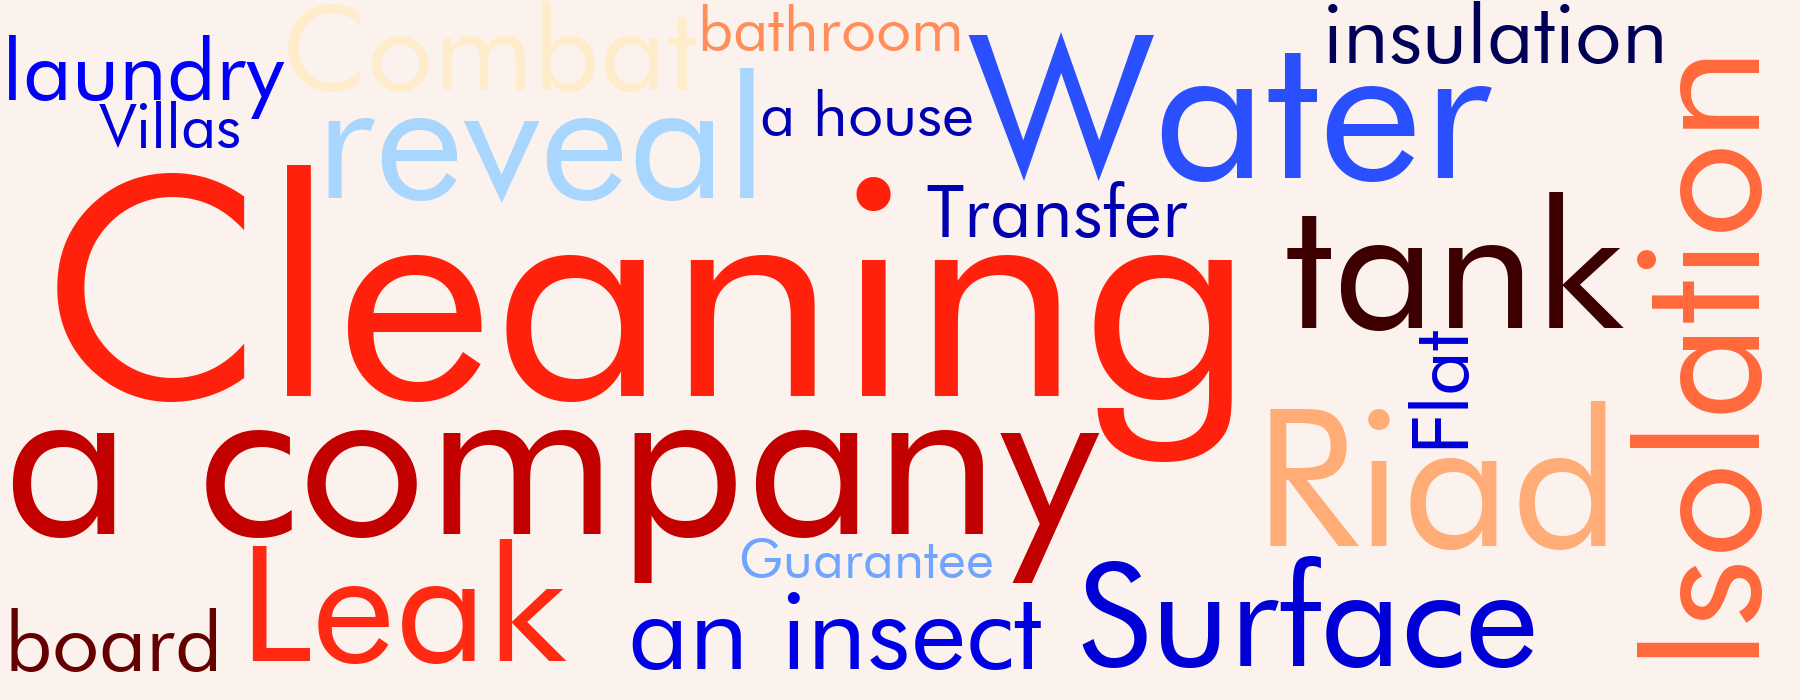 Combat
bathroom
insulation
laundry
Villas
reveal
a house
Water
Cleaning
Transfer
tank
Isolation
Flat
a company
Riad
Guarantee
Leak
board
an insect
Surface